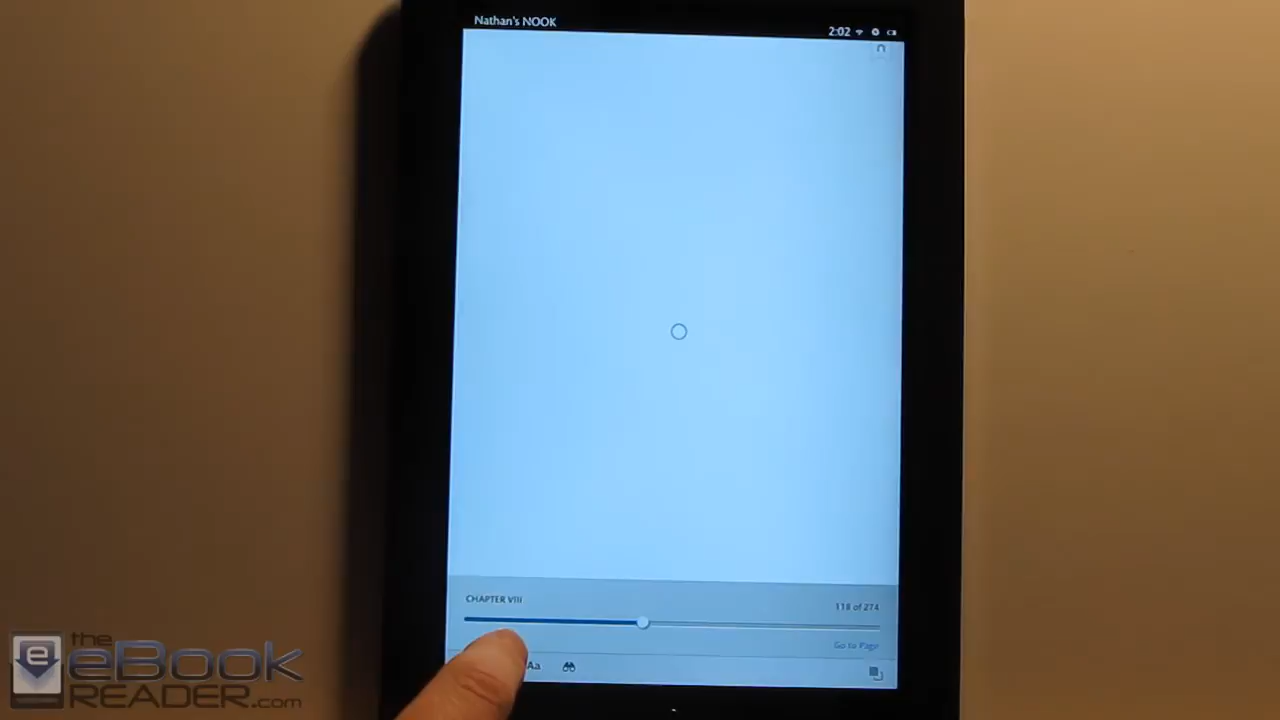 Nathan's NOOK
2:02
CHAPTER VIII
118 of 274
Go to Page
Aa
the
eBook
READER.com